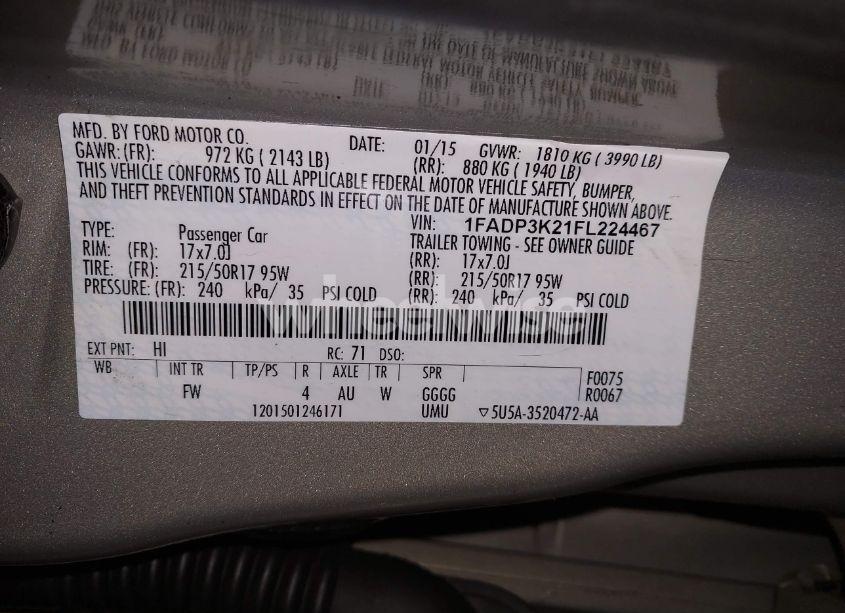 MFD. BY FORD MOTOR CO.
DATE: 01/15 GVWR: 1810 KG ( 3990 LB)
GAWR:(FR): 972 KG ( 2143 LB) (RR): 880 KG ( 1940 LB)
THIS VEHICLE CONFORMS TO ALL APPLICABLE FEDERAL MOTOR VEHICLE SAFETY, BUMPER,
AND THEFT PREVENTION STANDARDS IN EFFECT ON THE DATE OF MANUFACTURE SHOWN ABOVE.
VIN: 1FADP3K21FL224467
TYPE: Passenger Car TRAILER TOWING - SEE OWNER GUIDE
RIM: (FR): 17x7.0J (RR): 17x7.0J
TIRE: (FR): 215/50R17 95W (RR): 215/50R17 95W
PRESSURE: (FR): 240 kPa/ 35 PSI COLD (RR): 240 kPa/ 35 PSI COLD
wheelwise
EXT PNT: HI RC: 71 DSO:
WB INT TR TP/PS R AXLE TR SPR F0075
FW 4 AU W GGGG R0067
1201501246171 UMU ▽5U5A-3520472-AA